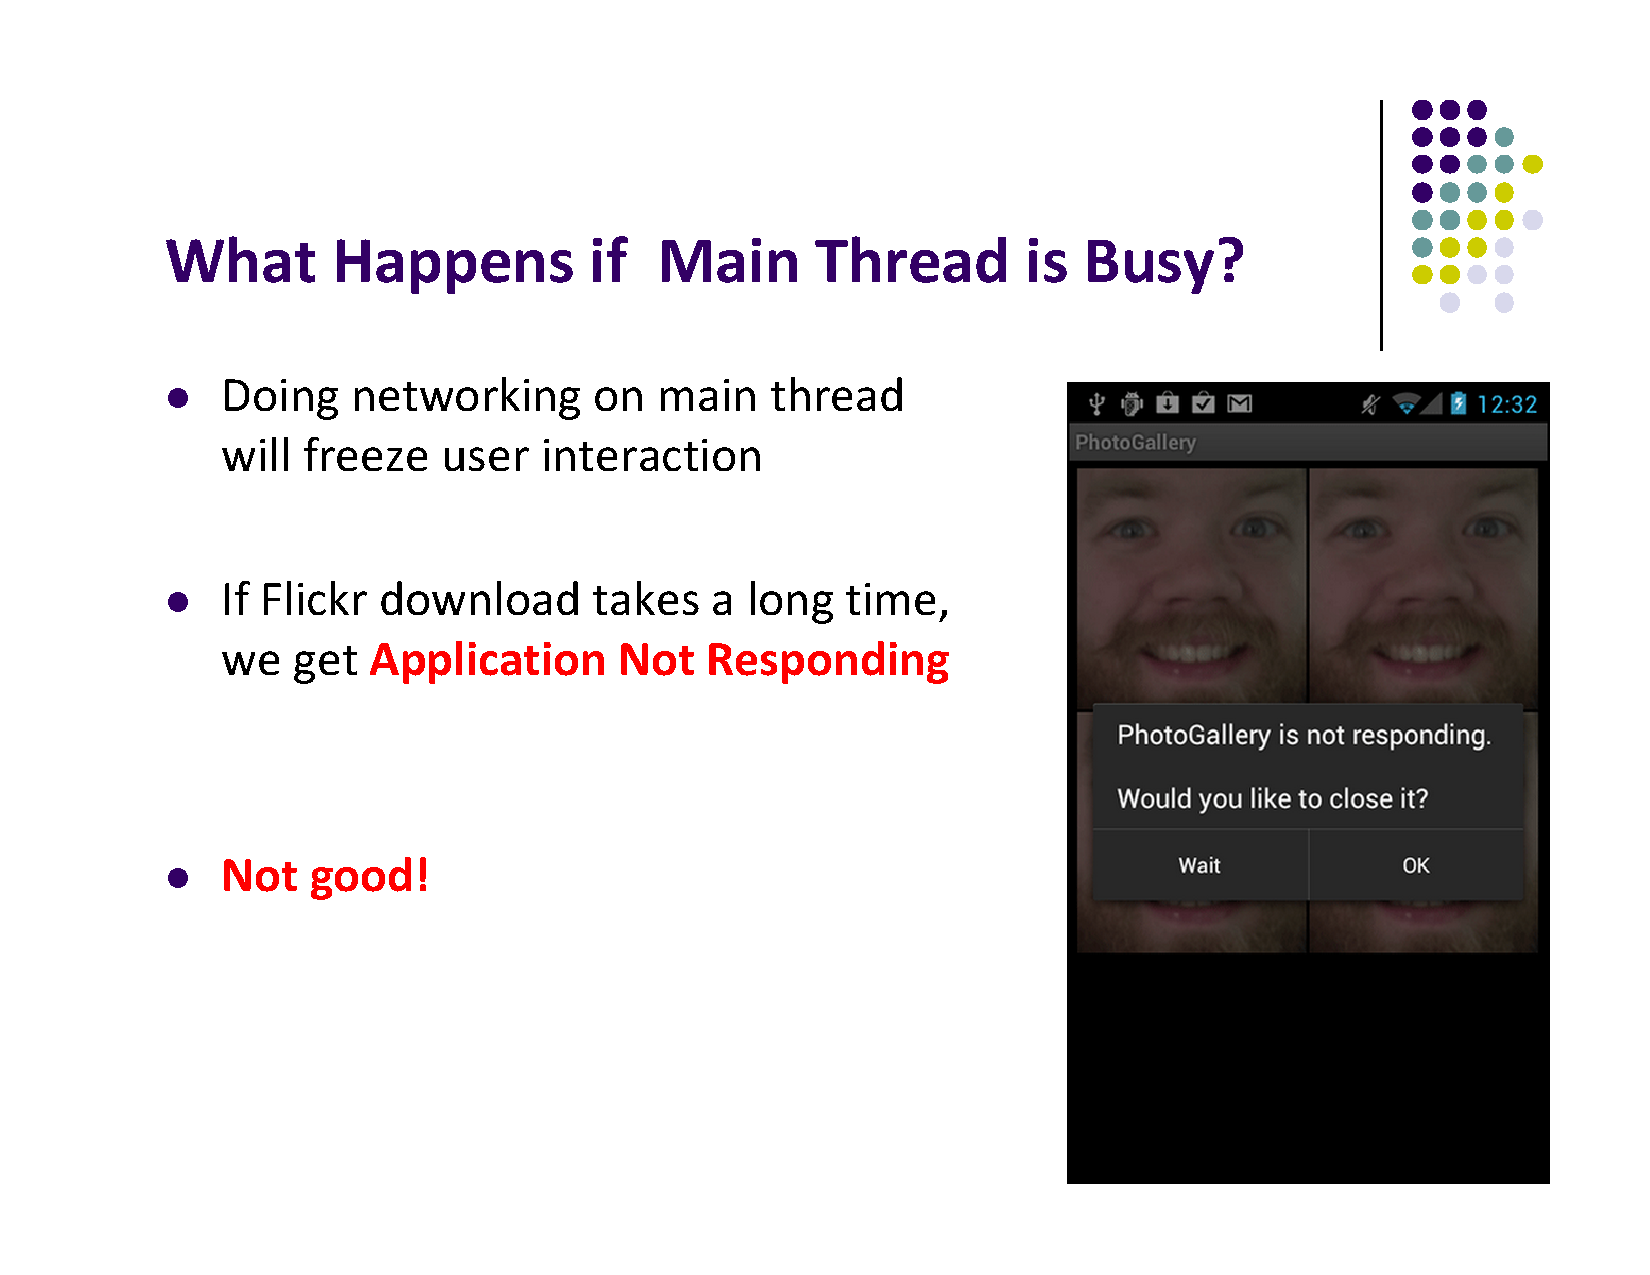 What Happens if Main Thread is Busy?
Doing networking on main thread
will freeze user interaction
If Flickr download takes a long time,
we get Application Not Responding
Not good!
12:32
PhotoGallery
PhotoGallery is not responding.
Would you like to close it?
Wait OK